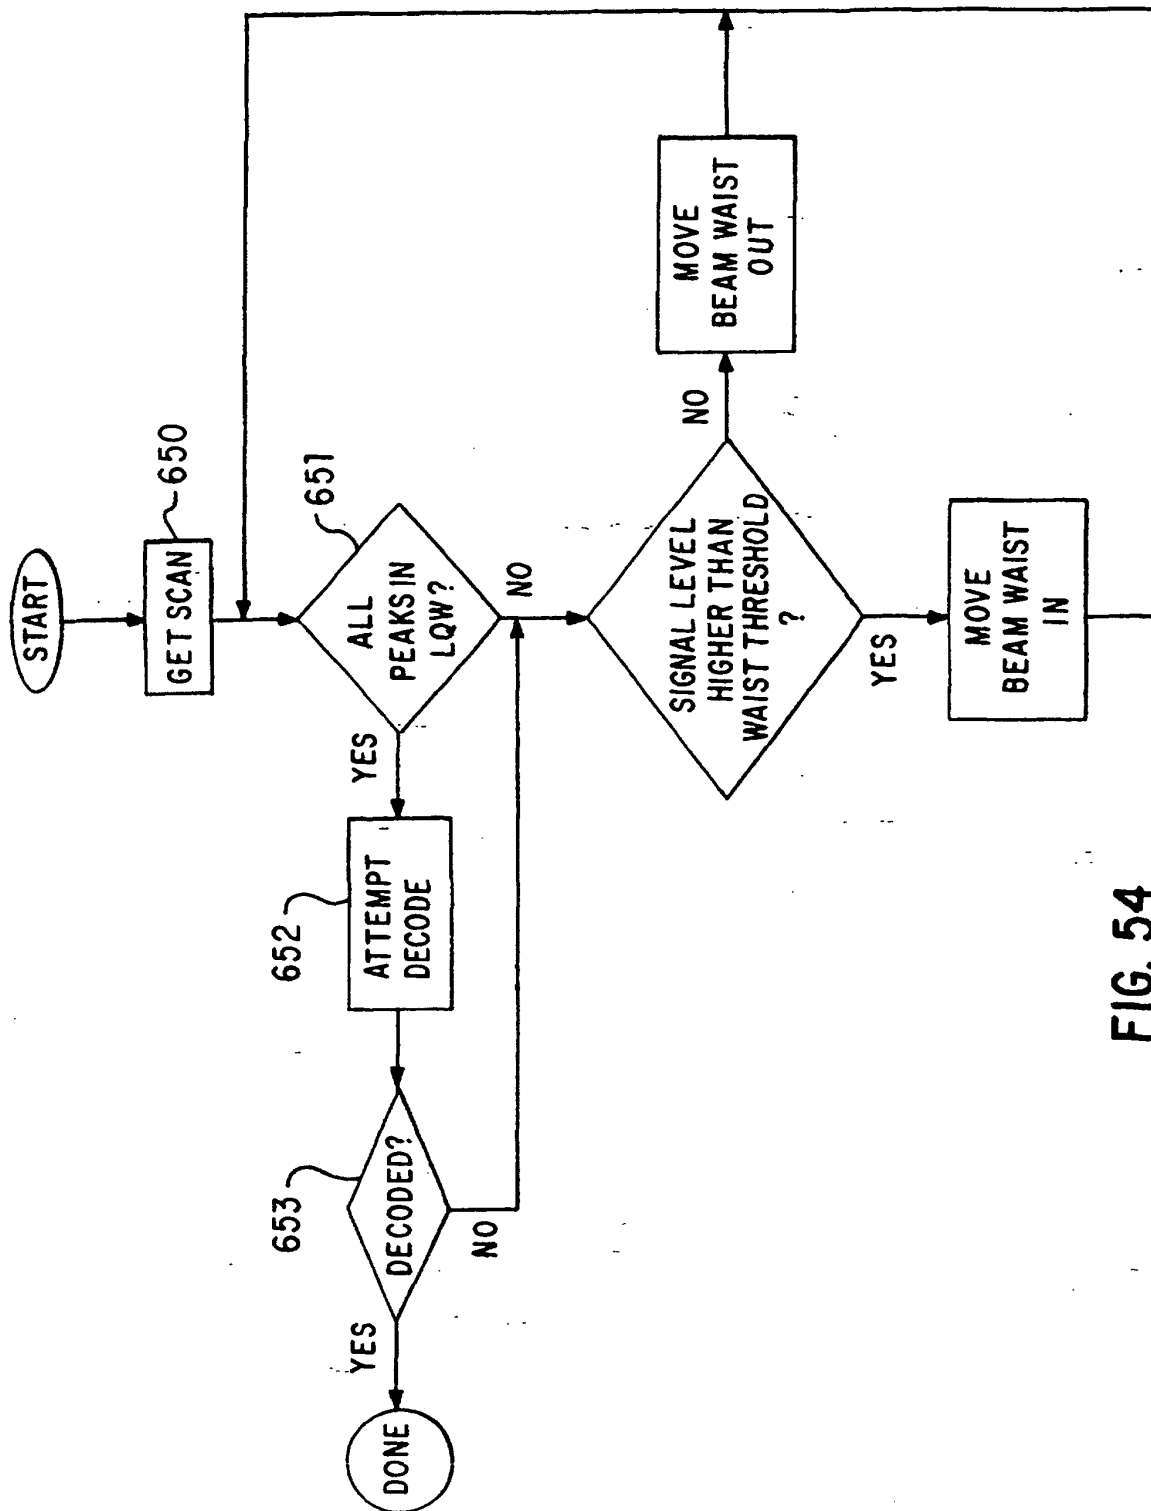 START
GET SCAN
650
ALL
PEAKS IN
LQW?
651
YES
NO
ATTEMPT
DECODE
652
DECODED?
653
YES
NO
DONE
SIGNAL LEVEL
HIGHER THAN
WAIST THRESHOLD
?
NO
YES
MOVE
BEAM WAIST
OUT
MOVE
BEAM WAIST
IN
FIG. 54